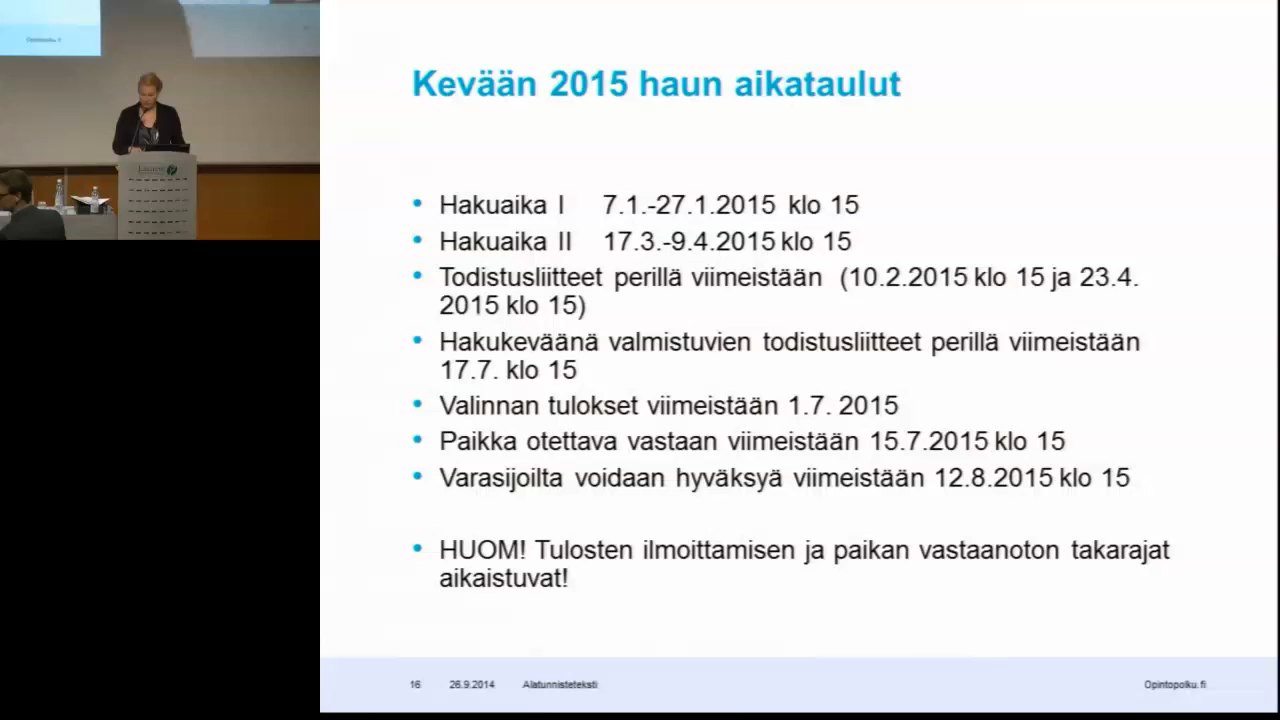 Kevään 2015 haun aikataulut
• Hakuaika I 7.1.-27.1.2015 klo 15
• Hakuaika II 17.3.-9.4.2015 klo 15
• Todistusliitteet perillä viimeistään (10.2.2015 klo 15 ja 23.4.
2015 klo 15)
• Hakukeväänä valmistuvien todistusliitteet perillä viimeistään
17.7. klo 15
• Valinnan tulokset viimeistään 1.7. 2015
• Paikka otettava vastaan viimeistään 15.7.2015 klo 15
• Varasijoilta voidaan hyväksyä viimeistään 12.8.2015 klo 15
• HUOM! Tulosten ilmoittamisen ja paikan vastaanoton takarajat
aikaistuvat!
16 26.9.2014 Alatunnisteteksti Opintopolku.fi